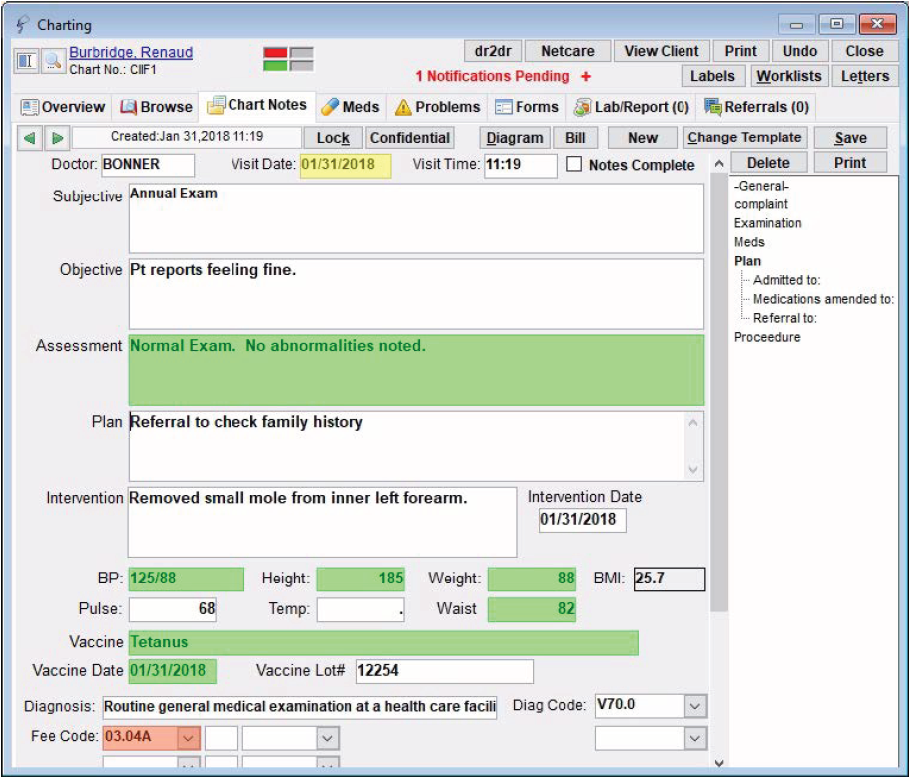 Charting
Burbridge, Renaud
Chart No.: CIIF1
dr2dr Netcare View Client Print Undo Close
1 Notifications Pending +
Labels Worklists Letters
Overview Browse Chart Notes Meds Problems Forms Lab/Report (0) Referrals (0)
Created:Jan 31,2018 11:19 Lock Confidential Diagram Bill New Change Template Save
Doctor: BONNER Visit Date: 01/31/2018 Visit Time: 11:19 Notes Complete Delete Print
Subjective Annual Exam
Objective Pt reports feeling fine.
Assessment Normal Exam. No abnormalities noted.
Plan Referral to check family history
Intervention Removed small mole from inner left forearm.
Intervention Date
01/31/2018
BP: 125/88 Height: 185 Weight: 88 BMI: 25.7
Pulse: 68 Temp: . Waist 82
Vaccine Tetanus
Vaccine Date 01/31/2018 Vaccine Lot# 12254
Diagnosis: Routine general medical examination at a health care facili Diag Code: V70.0
Fee Code: 03.04A
-General-
complaint
Examination
Meds
Plan
Admitted to:
Medications amended to:
Referral to:
Proceedure